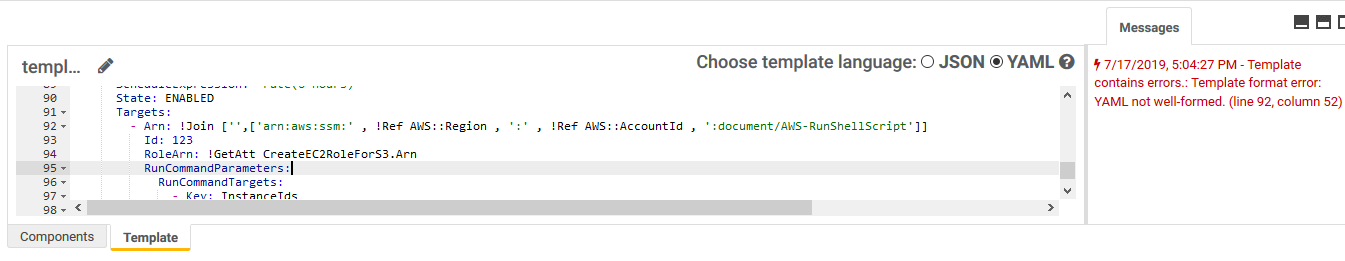 Messages
templ...
Choose template language: JSON YAML
90 State: ENABLED
91 Targets:
92 - Arn: !Join ['',['arn:aws:ssm:' , !Ref AWS::Region , ':' , !Ref AWS::AccountId , ':document/AWS-RunShellScript']]
93 Id: 123
94 RoleArn: !GetAtt CreateEC2RoleForS3.Arn
95 RunCommandParameters:
96 RunCommandTargets:
97 - Key: InstanceIds
98
7/17/2019, 5:04:27 PM - Template
contains errors.: Template format error:
YAML not well-formed. (line 92, column 52)
Components
Template